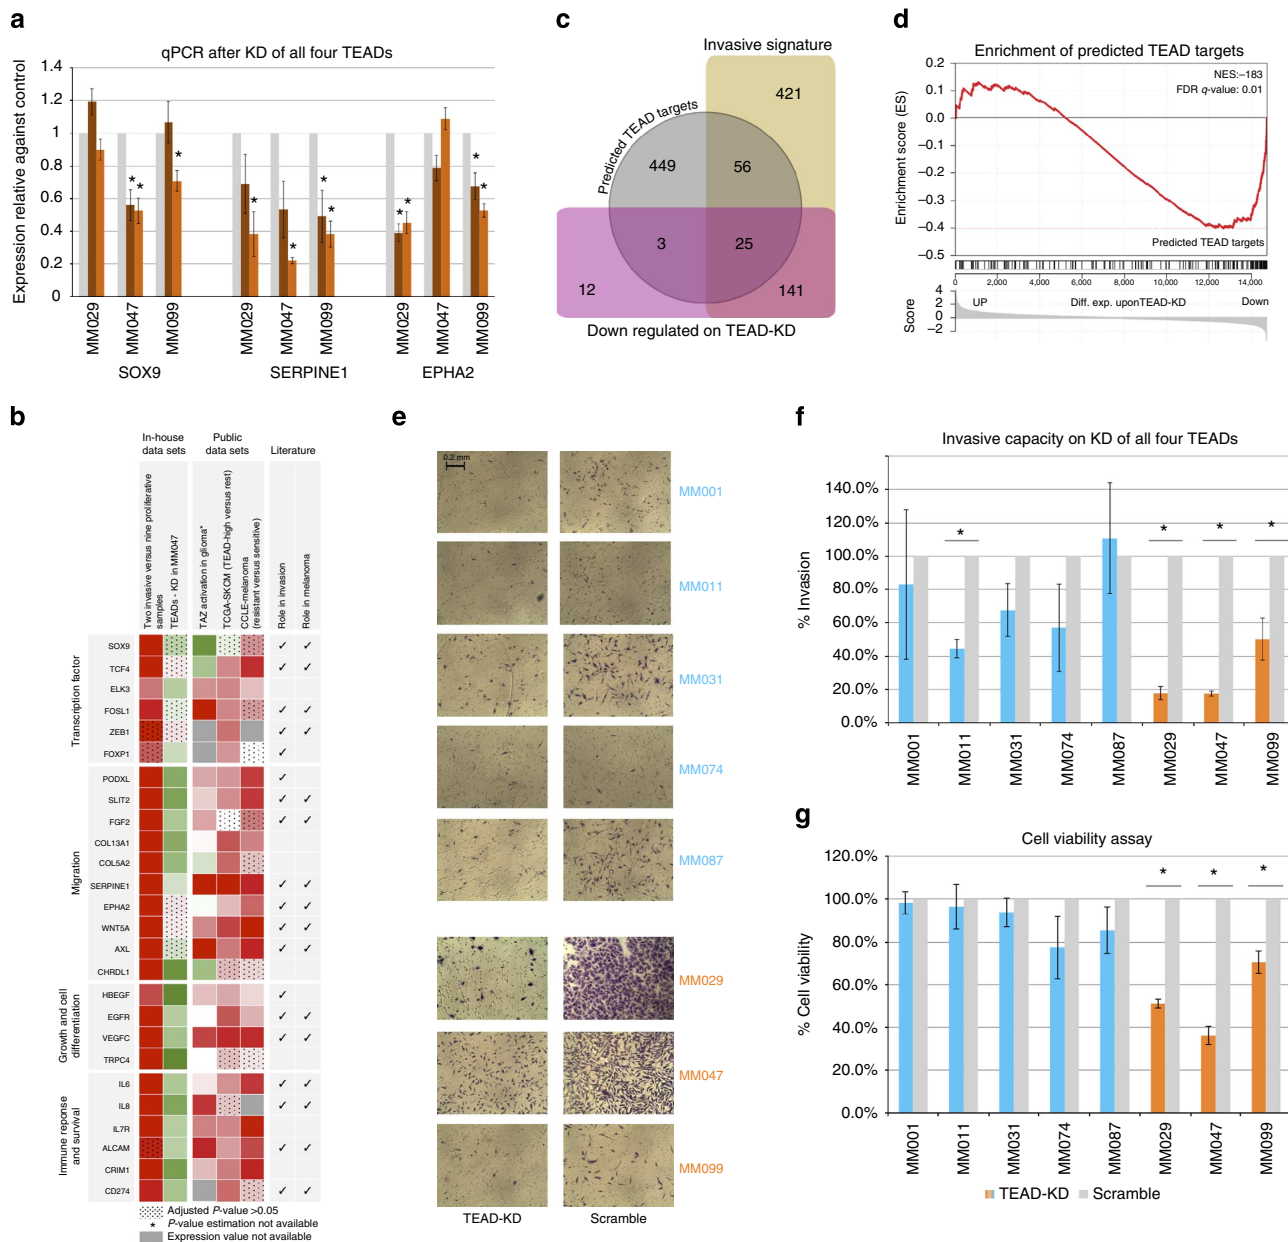 a
qPCR after KD of all four TEADs
Expression relative against control
1.4
1.2
1
0.8
0.6
0.4
0.2
0
* * * * * * * * * * *
MM029
MM047
MM099
MM029
MM047
MM099
MM029
MM047
MM099
SOX9
SERPINE1
EPHA2
b
In-house data sets
Public data sets
Literature
Two invasive versus nine proliferative samples
TEADs - KD in MM047
TAZ activation in glioma*
TCGA-SKCM (TEAD-high versus rest)
CCLE-melanoma (resistant versus sensitive)
Role in invasion
Role in melanoma
Transcription factor
SOX9 ✓ ✓
TCF4 ✓ ✓
ELK3
FOSL1 ✓ ✓
ZEB1 ✓ ✓
FOXP1 ✓
Migration
PODXL ✓
SLIT2 ✓ ✓
FGF2 ✓ ✓
COL13A1
COL5A2
SERPINE1 ✓ ✓
EPHA2 ✓ ✓
WNT5A ✓ ✓
AXL ✓ ✓
CHRDL1
Growth and cell differentiation
HBEGF ✓
EGFR ✓ ✓
VEGFC ✓ ✓
TRPC4
Immune reponse and survival
IL6 ✓ ✓
IL8 ✓ ✓
IL7R
ALCAM ✓ ✓
CRIM1
CD274 ✓ ✓
Adjusted P-value >0.05
* P-value estimation not available
Expression value not available
c
Invasive signature
Predicted TEAD targets
421
449
56
3
25
12
141
Down regulated on TEAD-KD
d
Enrichment of predicted TEAD targets
NES:–183
FDR q-value: 0.01
Enrichment score (ES)
0.2
0.1
0.0
–0.1
–0.2
–0.3
–0.4
–0.5
Predicted TEAD targets
0 2,000 4,000 6,000 8,000 10,000 12,000 14,000
Score
4
2
0
–2
UP
Diff. exp. uponTEAD-KD
Down
e
0.2 mm
MM001
MM011
MM031
MM074
MM087
MM029
MM047
MM099
TEAD-KD
Scramble
f
Invasive capacity on KD of all four TEADs
% Invasion
140.0%
120.0%
100.0%
80.0%
60.0%
40.0%
20.0%
0.0%
* * * *
MM001
MM011
MM031
MM074
MM087
MM029
MM047
MM099
g
Cell viability assay
% Cell viability
120.0%
100.0%
80.0%
60.0%
40.0%
20.0%
0.0%
* * *
MM001
MM011
MM031
MM074
MM087
MM029
MM047
MM099
TEAD-KD
Scramble